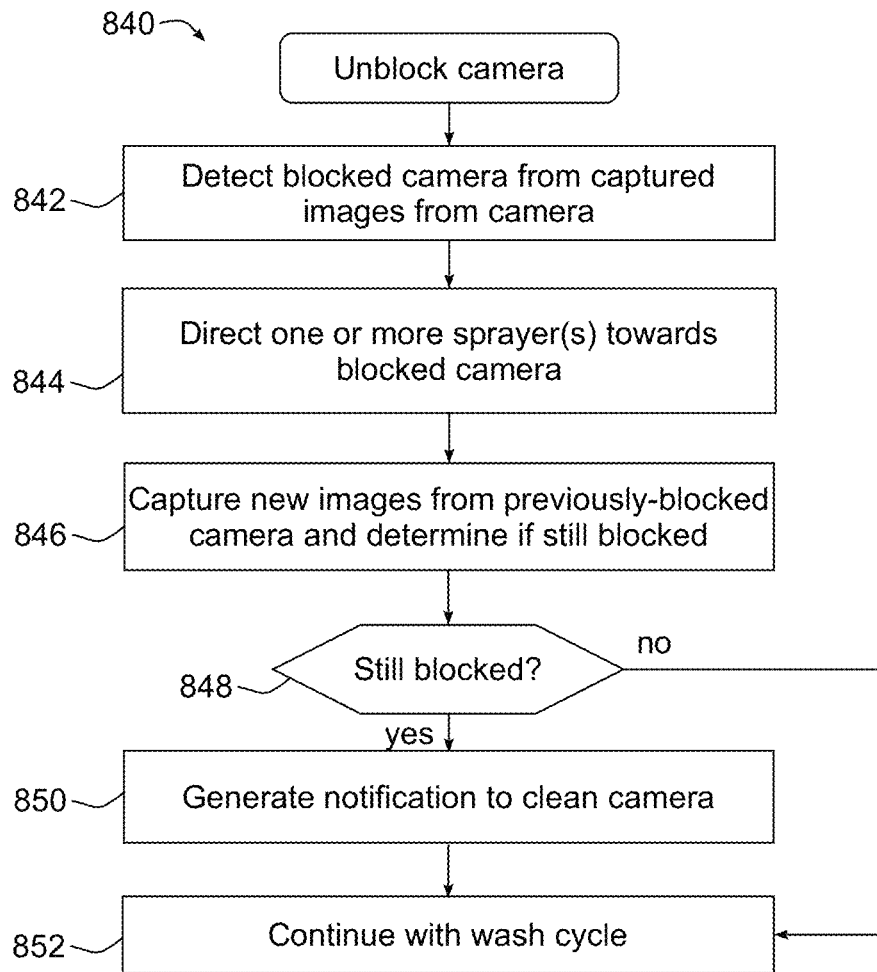 840
Unblock camera
842
Detect blocked camera from captured
images from camera
844
Direct one or more sprayer(s) towards
blocked camera
846
Capture new images from previously-blocked
camera and determine if still blocked
848
Still blocked?
no
yes
850
Generate notification to clean camera
852
Continue with wash cycle